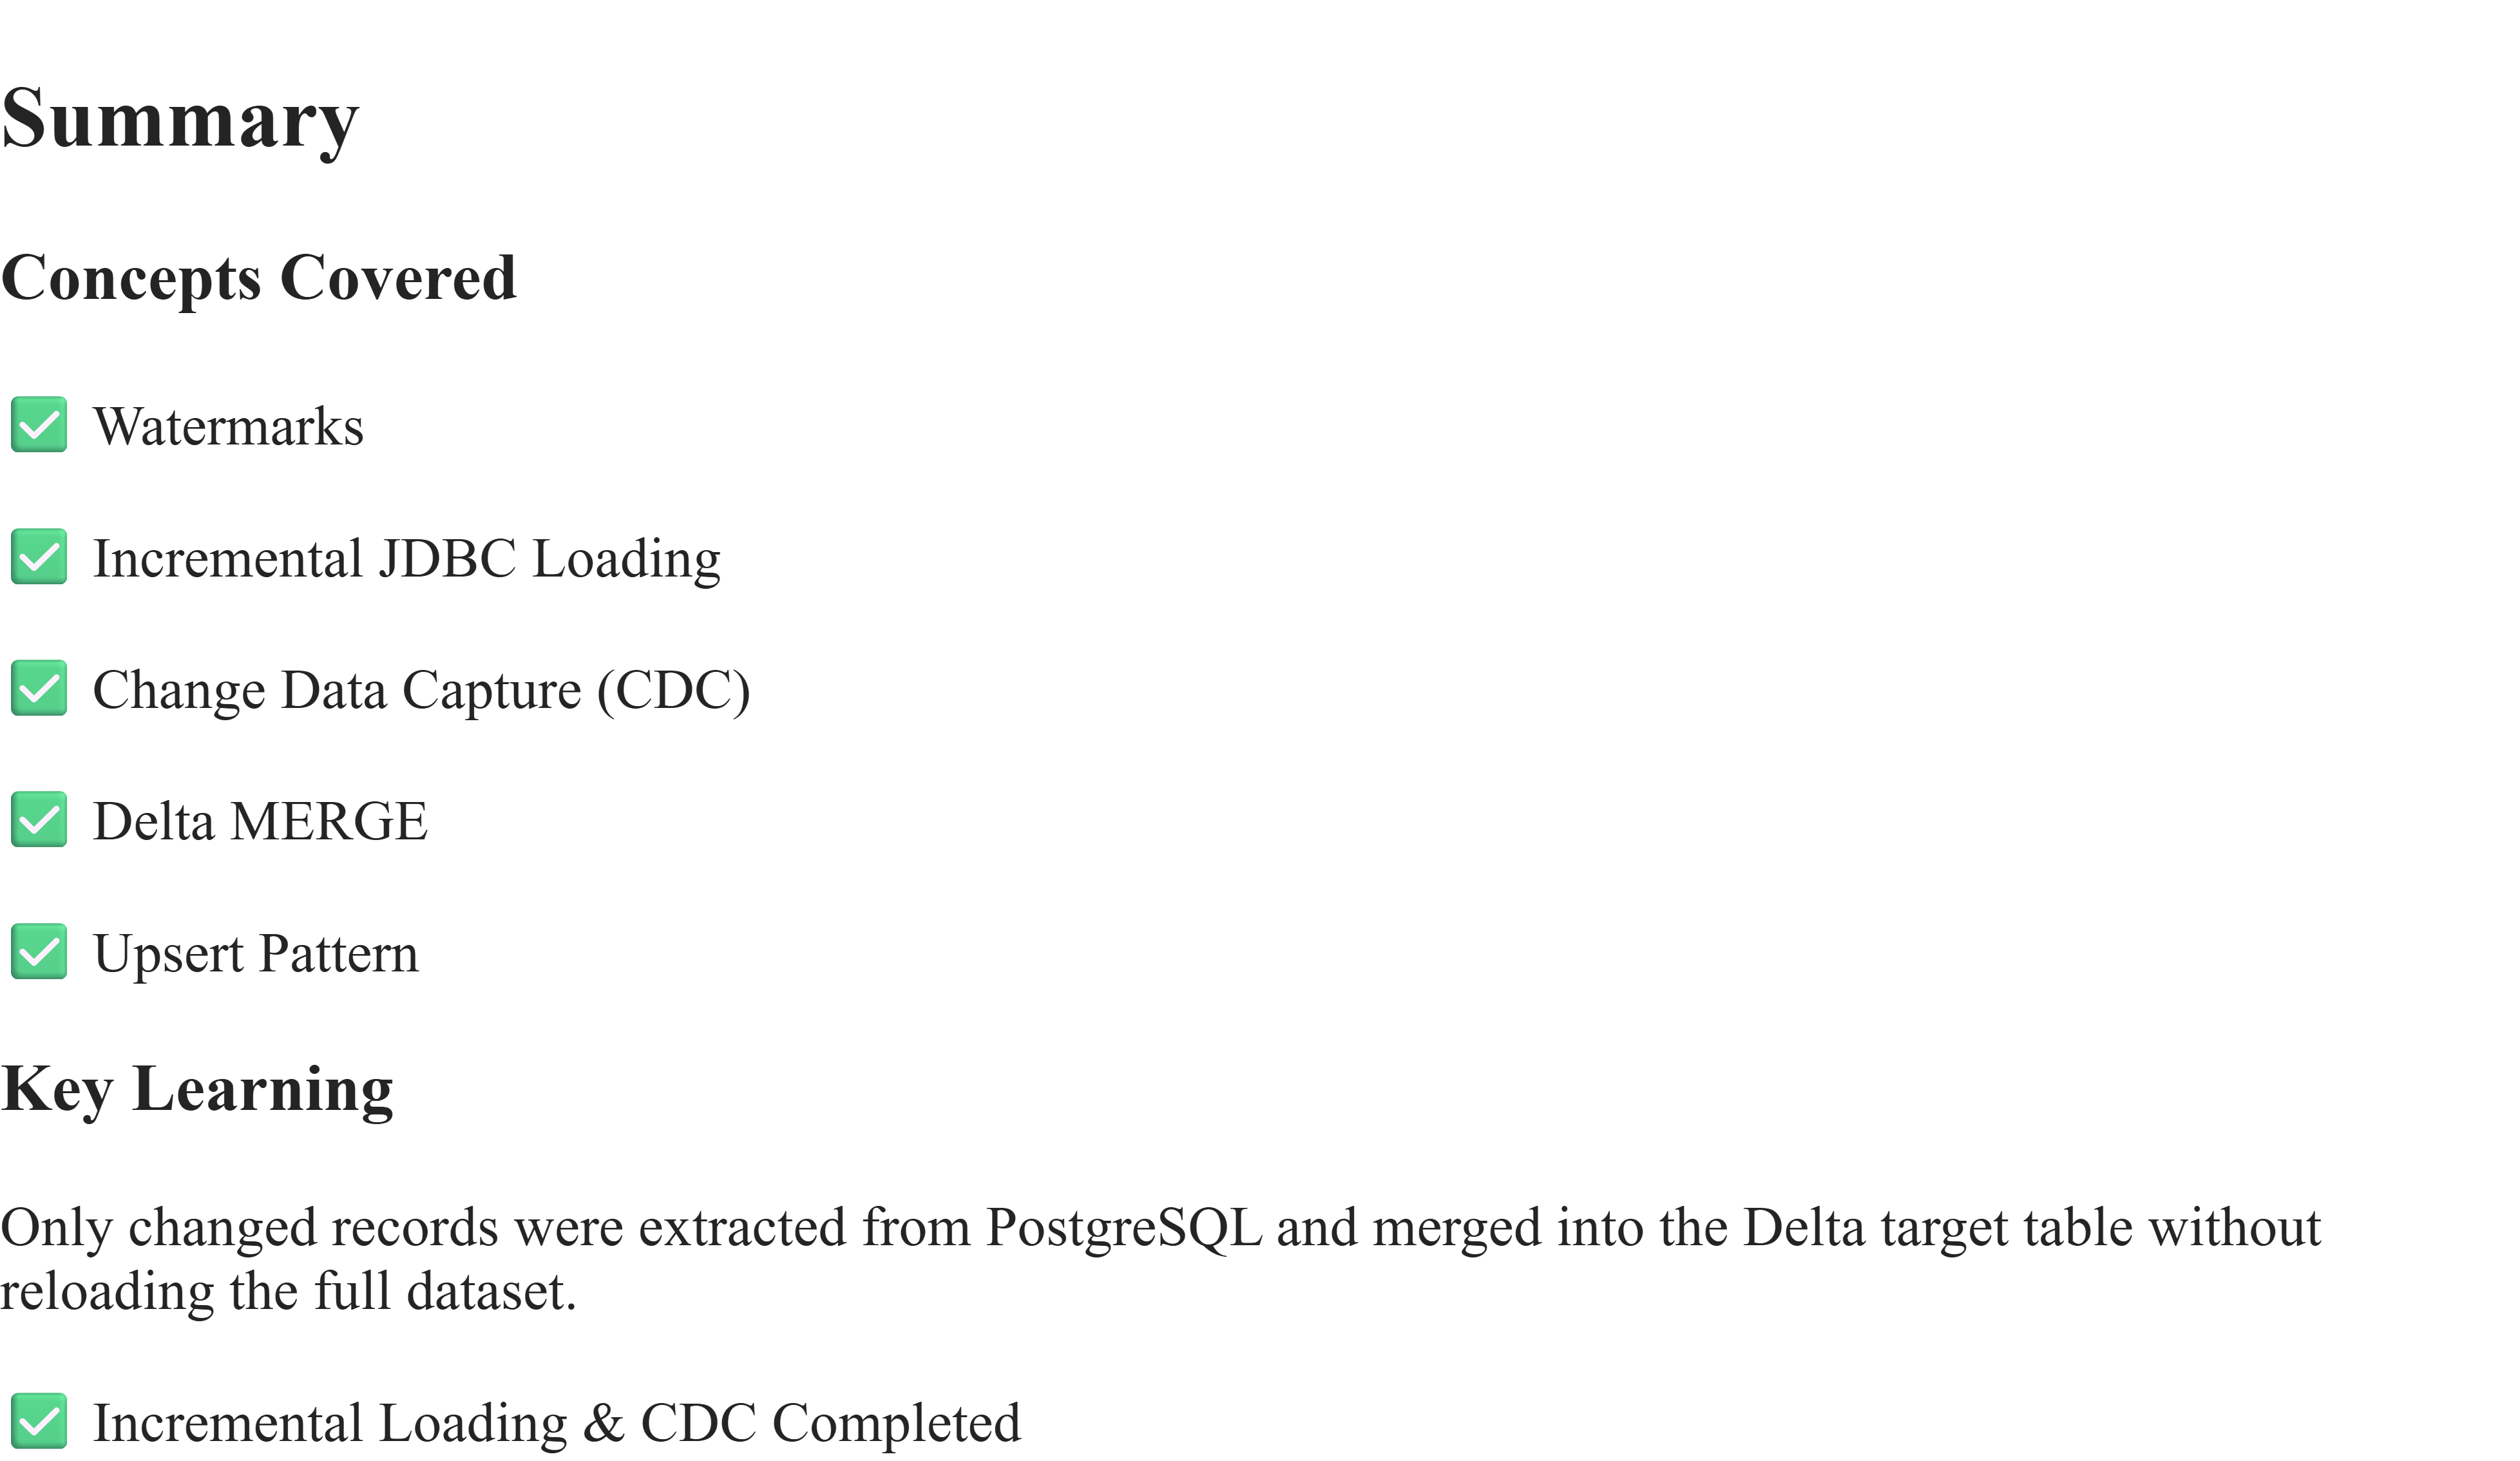 Summary
Concepts Covered
✅ Watermarks
✅ Incremental JDBC Loading
✅ Change Data Capture (CDC)
✅ Delta MERGE
✅ Upsert Pattern
Key Learning
Only changed records were extracted from PostgreSQL and merged into the Delta target table without
reloading the full dataset.
✅ Incremental Loading & CDC Completed